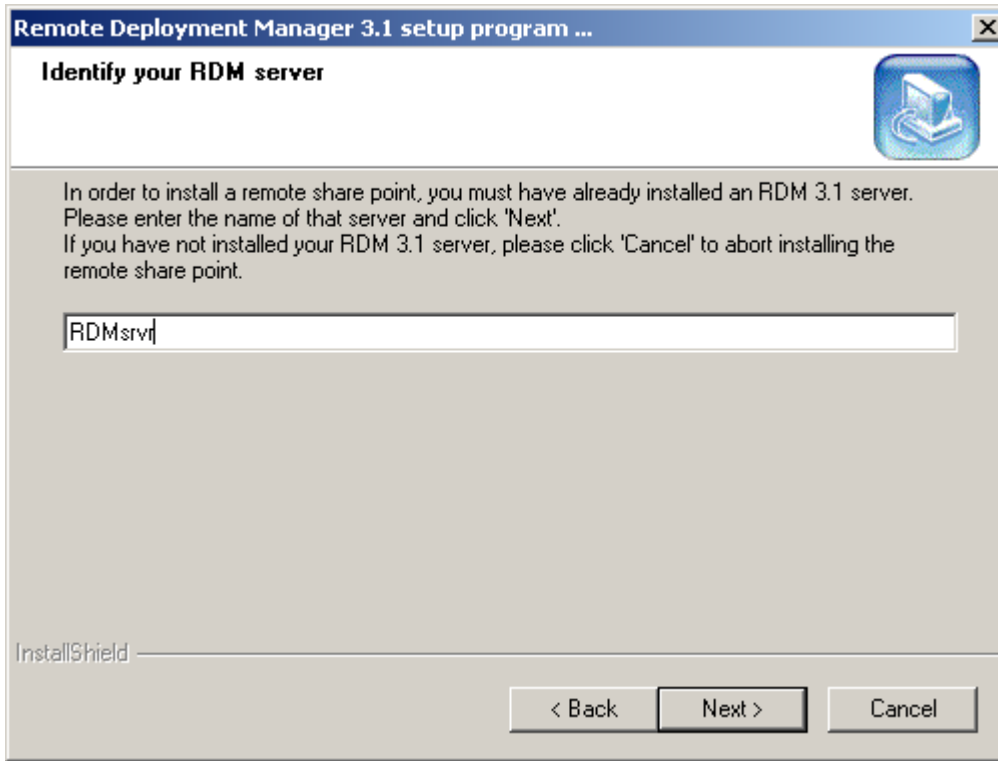 Remote Deployment Manager 3.1 setup program ...
Identify your RDM server
In order to install a remote share point, you must have already installed an RDM 3.1 server.
Please enter the name of that server and click 'Next'.
If you have not installed your RDM 3.1 server, please click 'Cancel' to abort installing the
remote share point.
RDMsrvr
InstallShield
< Back Next > Cancel